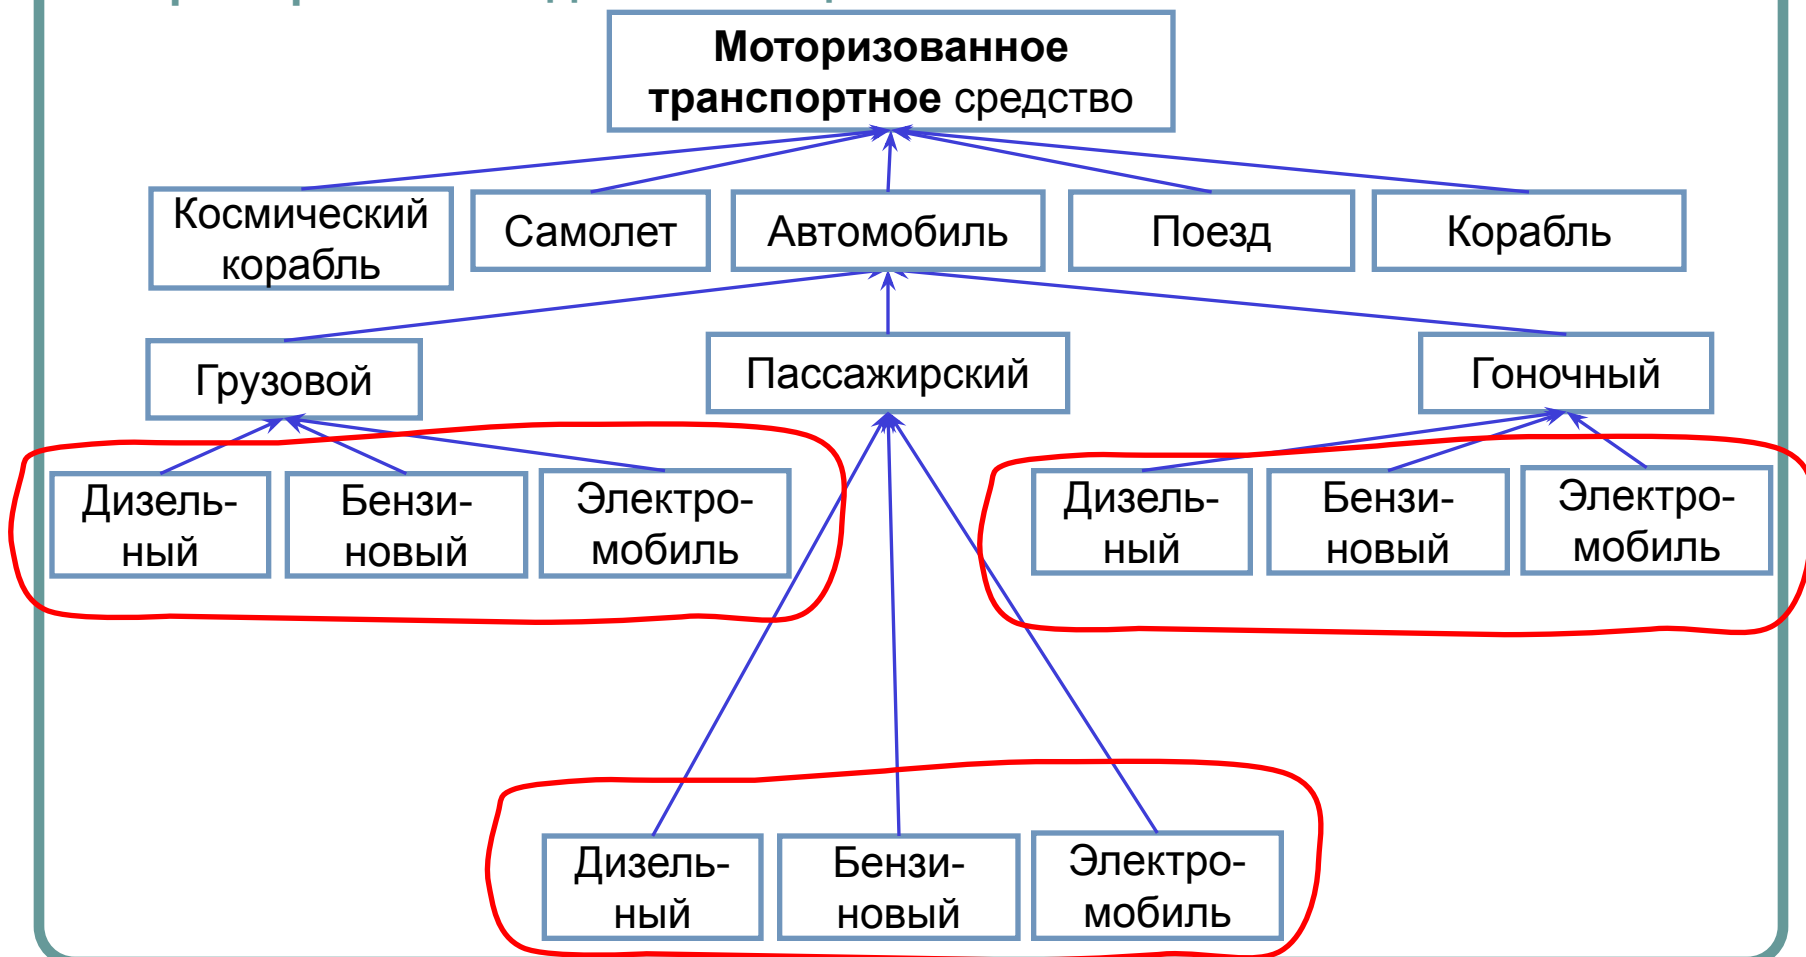 Моторизованное
транспортное средство
Космический
корабль
Самолет
Автомобиль
Поезд
Корабль
Грузовой
Пассажирский
Гоночный
Дизель-
ный
Бензи-
новый
Электро-
мобиль
Дизель-
ный
Бензи-
новый
Электро-
мобиль
Дизель-
ный
Бензи-
новый
Электро-
мобиль